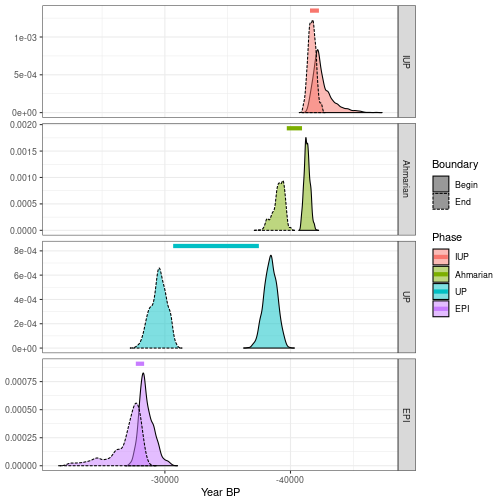 1e-03
5e-04
0e+00
IUP
0.0020
0.0015
0.0010
0.0005
0.0000
Ahmarian
8e-04
6e-04
4e-04
2e-04
0e+00
UP
0.00075
0.00050
0.00025
0.00000
EPI
-30000
-40000
Year BP
Boundary
Begin
End
Phase
IUP
Ahmarian
UP
EPI